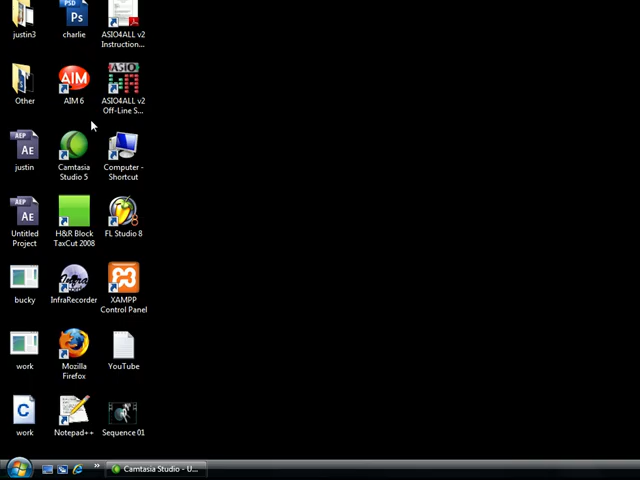 justin3
PSD
Ps
charlie
ASIO4ALL v2
Instruction...
Other
AIM
AIM 6
ASIO
ASIO4ALL v2
Off-Line S...
AEP
Ae
justin
Camtasia
Studio 5
Computer -
Shortcut
AEP
Ae
Untitled
Project
H&R Block
TaxCut 2008
FL Studio 8
bucky
Infra
InfraRecorder
XAMPP
Control Panel
work
Mozilla
Firefox
YouTube
C
work
Notepad++
Sequence 01
Camtasia Studio - U...